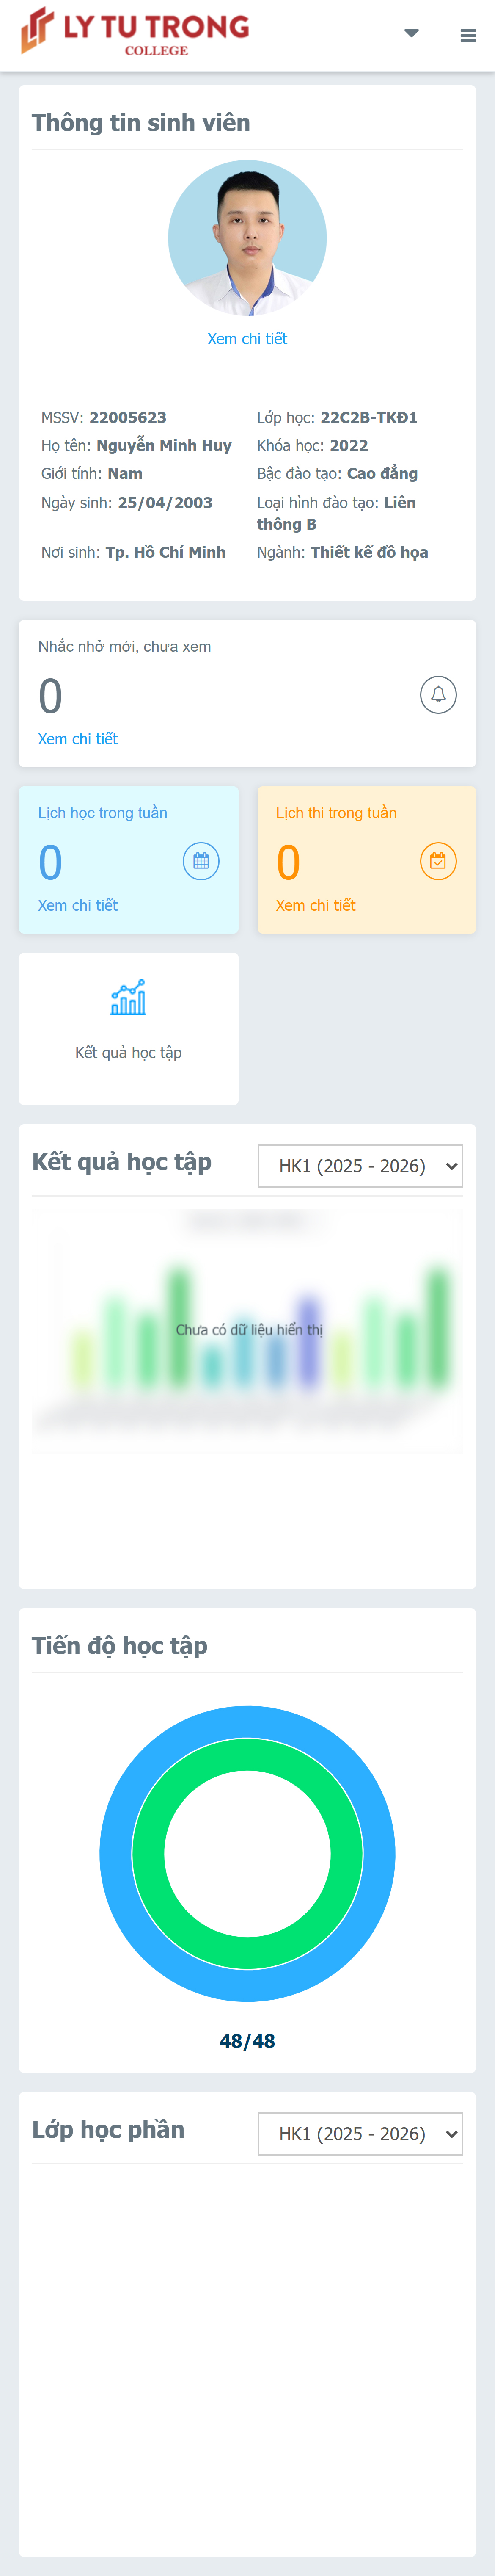 LY TU TRONG
COLLEGE
Thông tin sinh viên
Xem chi tiết
MSSV: 22005623
Lớp học: 22C2B-TKĐ1
Họ tên: Nguyễn Minh Huy
Khóa học: 2022
Giới tính: Nam
Bậc đào tạo: Cao đẳng
Ngày sinh: 25/04/2003
Loại hình đào tạo: Liên
thông B
Nơi sinh: Tp. Hồ Chí Minh
Ngành: Thiết kế đồ họa
Nhắc nhở mới, chưa xem
0
Xem chi tiết
Lịch học trong tuần
0
Xem chi tiết
Lịch thi trong tuần
0
Xem chi tiết
Kết quả học tập
Kết quả học tập
HK1 (2025 - 2026)
Chưa có dữ liệu hiển thị
Tiến độ học tập
48/48
Lớp học phần
HK1 (2025 - 2026)